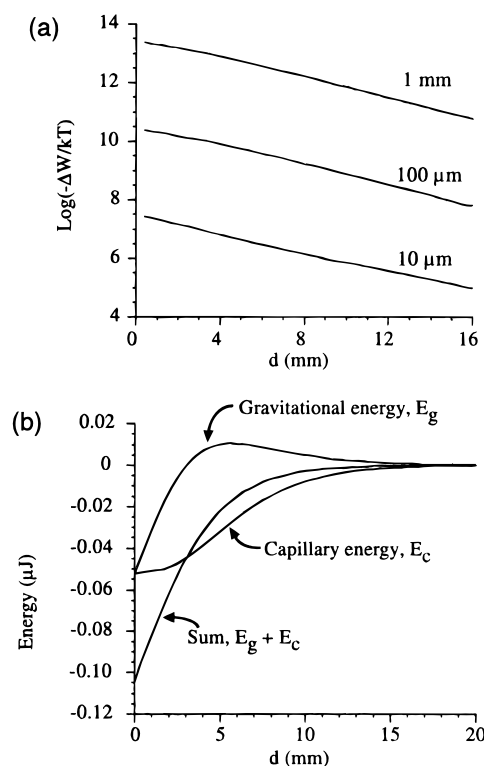 (a)
14
12
10
8
6
4
Log(-ΔW/kT)
1 mm
100 μm
10 μm
0 4 8 12 16
d (mm)
(b)
0.02
0
-0.02
-0.04
-0.06
-0.08
-0.10
-0.12
Energy (μJ)
Gravitational energy, Eg
Capillary energy, Ec
Sum, Eg + Ec
0 5 10 15 20
d (mm)